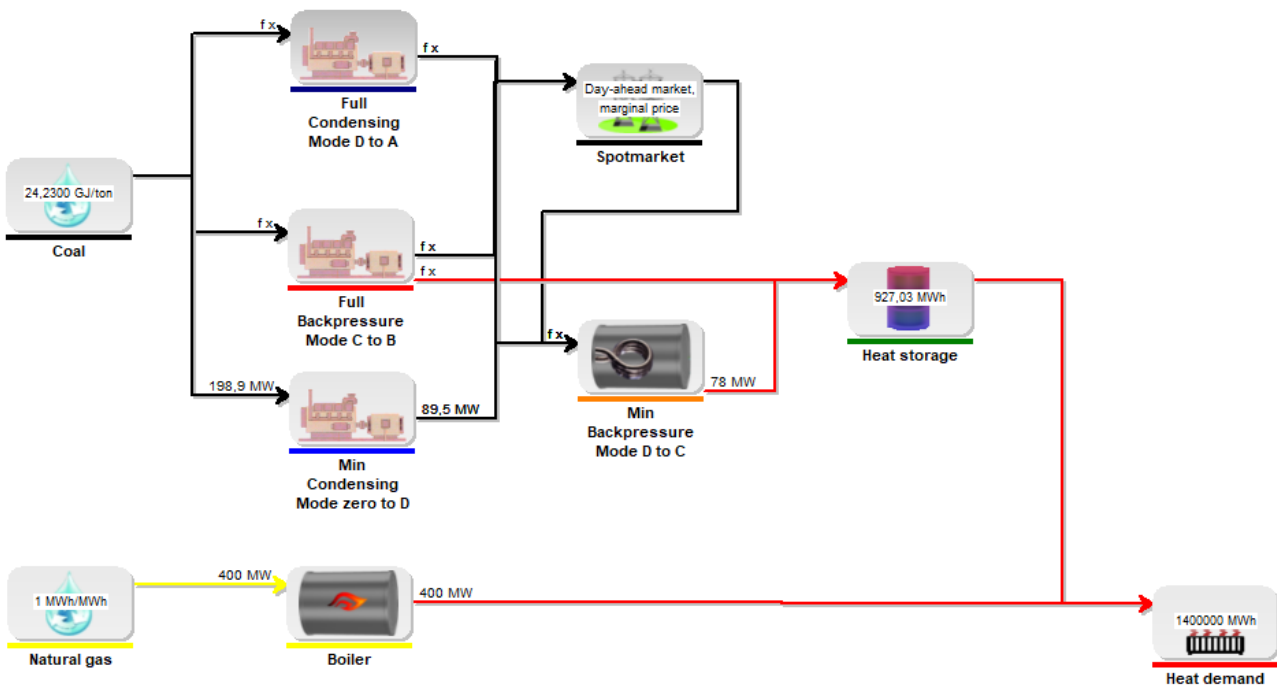 f x
f x
Full
Condensing
Mode D to A
Day-ahead market,
marginal price
Spotmarket
24,2300 GJ/ton
Coal
f x
f x
f x
Full
Backpressure
Mode C to B
927,03 MWh
Heat storage
f x
78 MW
Min
Backpressure
Mode D to C
198,9 MW
89,5 MW
Min
Condensing
Mode zero to D
400 MW
1 MWh/MWh
Natural gas
400 MW
Boiler
1400000 MWh
Heat demand